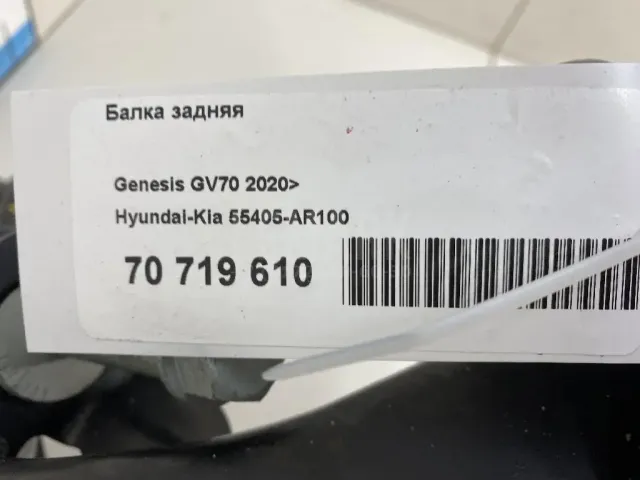 Балка задняя
Genesis GV70 2020>
Hyundai-Kia 55405-AR100
70 719 610